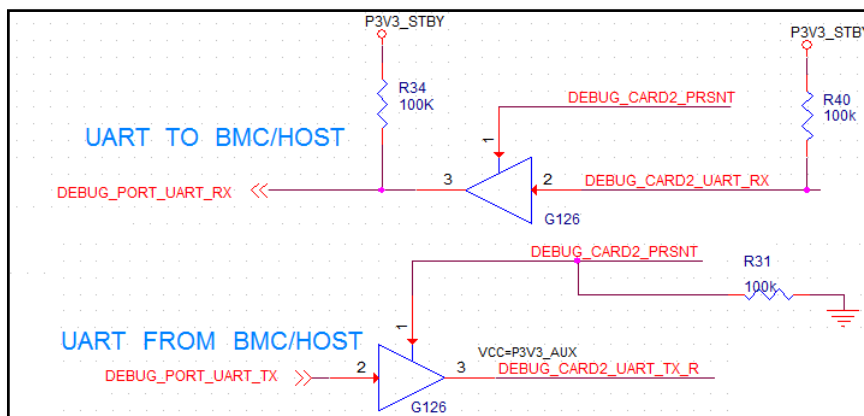 P3V3_STBY
P3V3_STBY
R34
100K
DEBUG_CARD2_PRSNT
R40
100k
UART TO BMC/HOST
1
DEBUG_PORT_UART_RX
3
2
DEBUG_CARD2_UART_RX
G126
DEBUG_CARD2_PRSNT
R31
100k
1
UART FROM BMC/HOST
VCC=P3V3_AUX
DEBUG_PORT_UART_TX
2
3
DEBUG_CARD2_UART_TX_R
G126